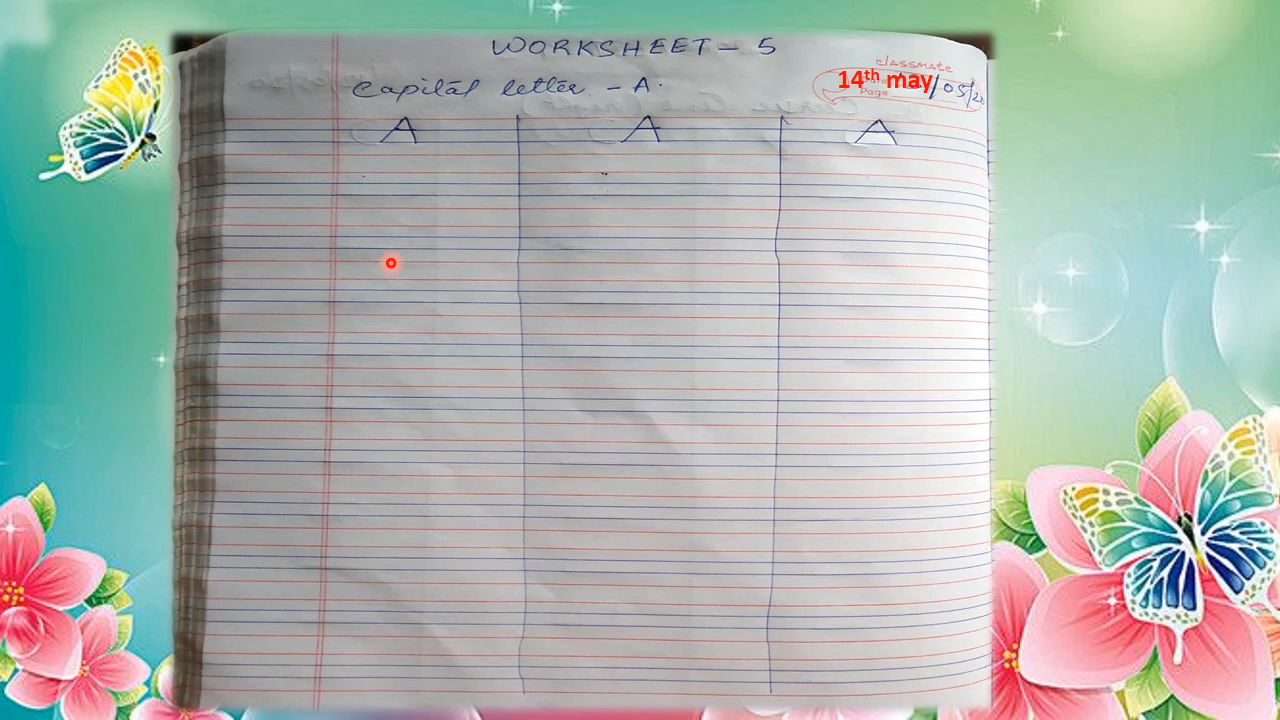 WORKSHEET - 5
classmate
Capital letter - A.
14th may /05/20
Page
A A A